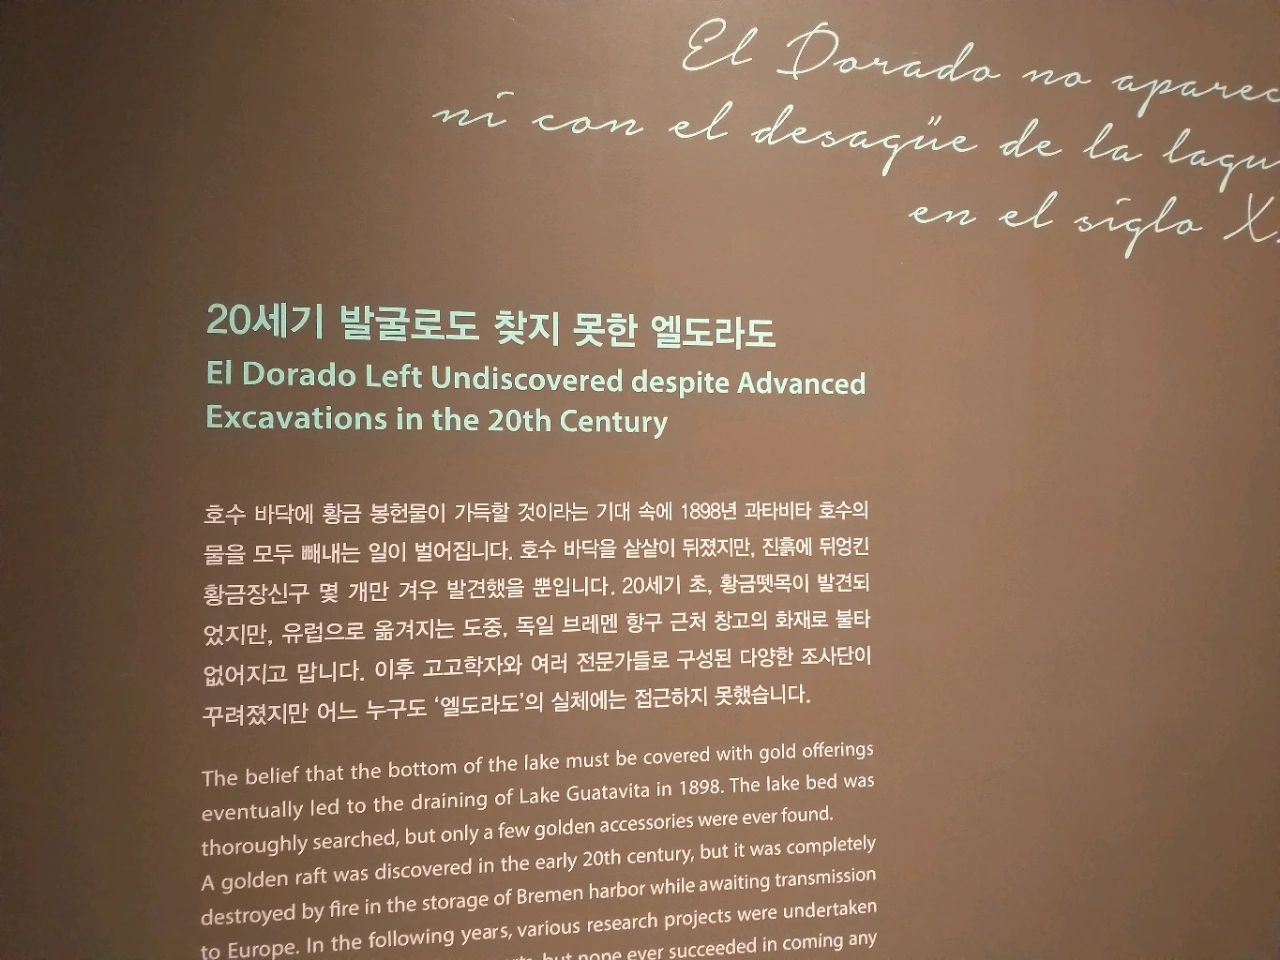 El Dorado no
ni con el desagüe de la
en el siglo
20세기 발굴로도 찾지 못한 엘도라도
El Dorado Left Undiscovered despite Advanced
Excavations in the 20th Century
호수 바닥에 황금 봉헌물이 가득할 것이라는 기대 속에 1898년 과타비타 호수의
물을 모두 빼내는 일이 벌어집니다. 호수 바닥을 샅샅이 뒤졌지만, 진흙에 뒤엉킨
황금장신구 몇 개만 겨우 발견했을 뿐입니다. 20세기 초, 황금뗏목이 발견되
었지만, 유럽으로 옮겨지는 도중, 독일 브레멘 항구 근처 창고의 화재로 불타
없어지고 맙니다. 이후 고고학자와 여러 전문가들로 구성된 다양한 조사단이
꾸려졌지만 어느 누구도 ‘엘도라도’의 실체에는 접근하지 못했습니다.
The belief that the bottom of the lake must be covered with gold offerings
eventually led to the draining of Lake Guatavita in 1898. The lake bed was
thoroughly searched, but only a few golden accessories were ever found.
A golden raft was discovered in the early 20th century, but it was completely
destroyed by fire in the storage of Bremen harbor while awaiting transmission
to Europe. In the following years, various research projects were undertaken
but none ever succeeded in coming any